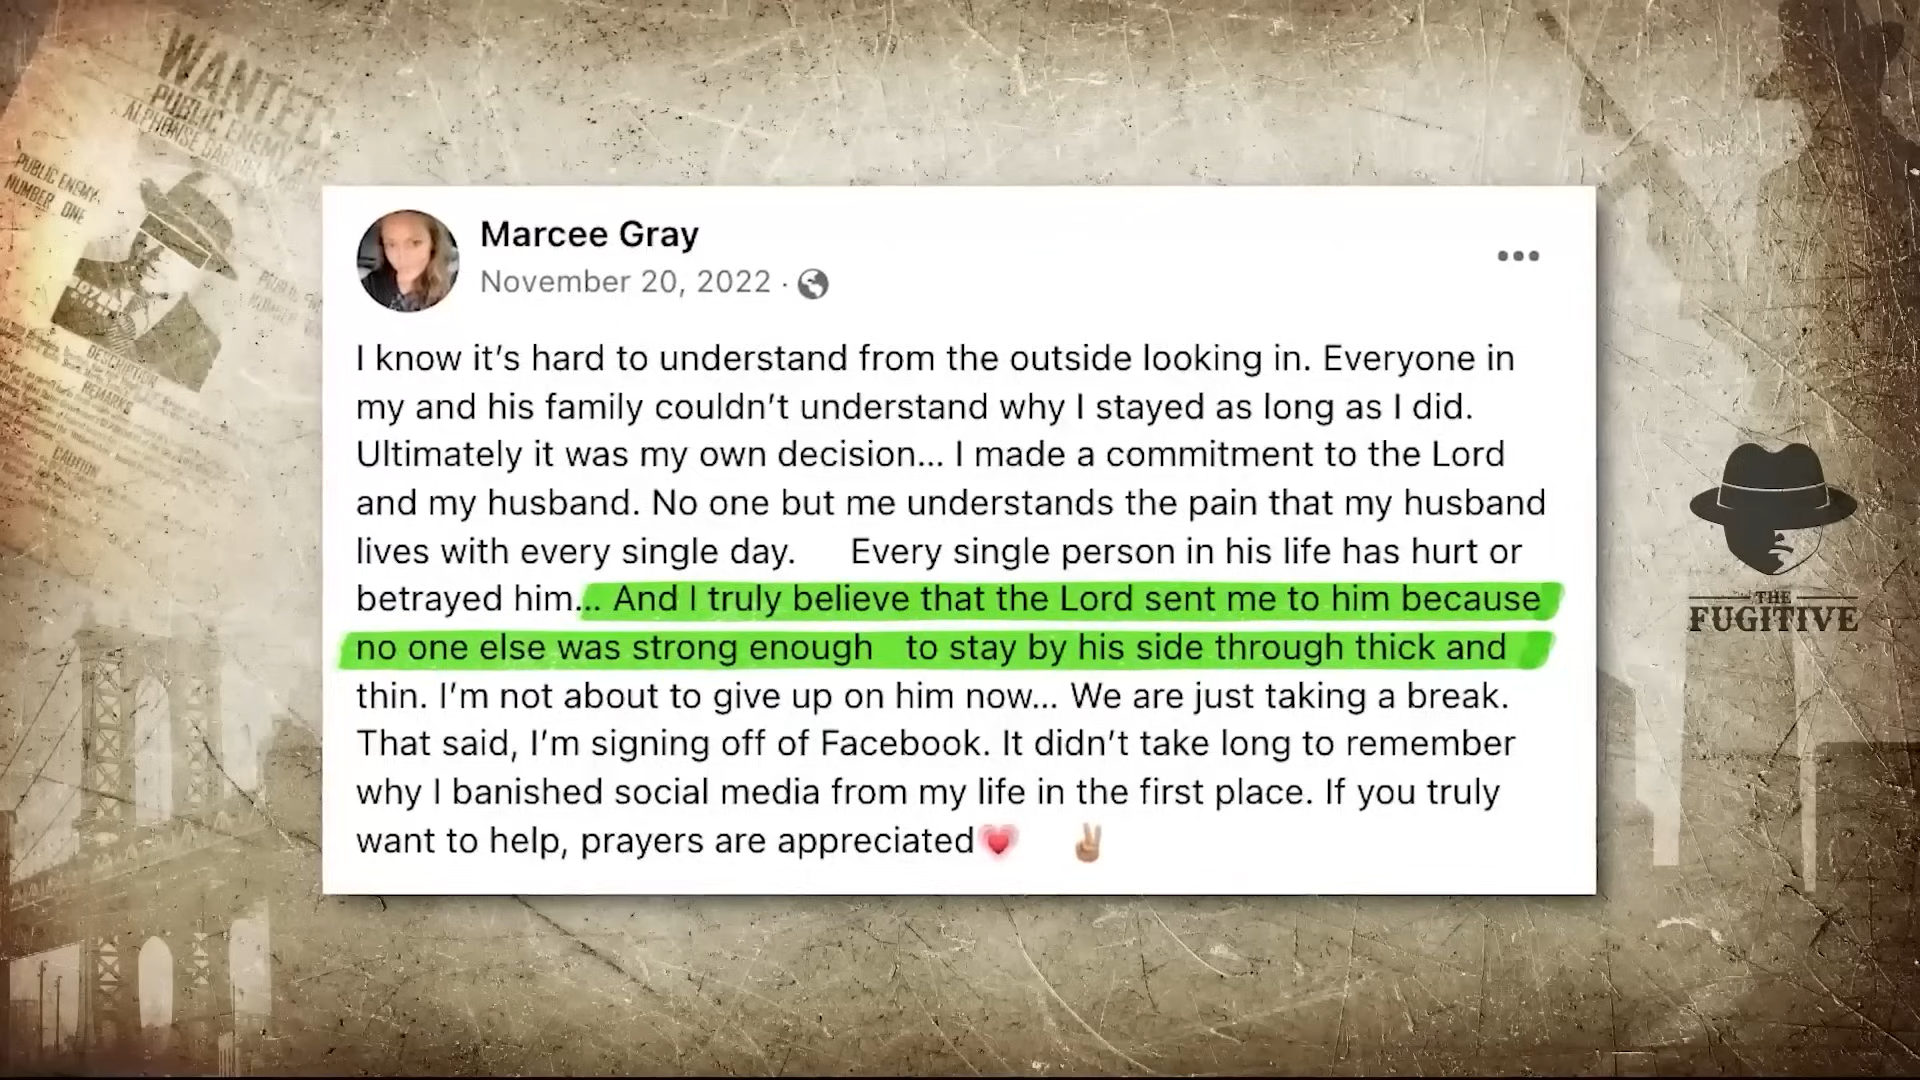 WANTED
PUBLIC ENEMY
ALPHONSE
PUBLIC ENEMY
NUMBER ONE
DESCRIPTION
REMARKS
CAUTION
Marcee Gray
November 20, 2022 ·
I know it’s hard to understand from the outside looking in. Everyone in
my and his family couldn’t understand why I stayed as long as I did.
Ultimately it was my own decision... I made a commitment to the Lord
and my husband. No one but me understands the pain that my husband
lives with every single day. Every single person in his life has hurt or
betrayed him... And I truly believe that the Lord sent me to him because
no one else was strong enough to stay by his side through thick and
thin. I’m not about to give up on him now... We are just taking a break.
That said, I’m signing off of Facebook. It didn’t take long to remember
why I banished social media from my life in the first place. If you truly
want to help, prayers are appreciated
THE
FUGITIVE